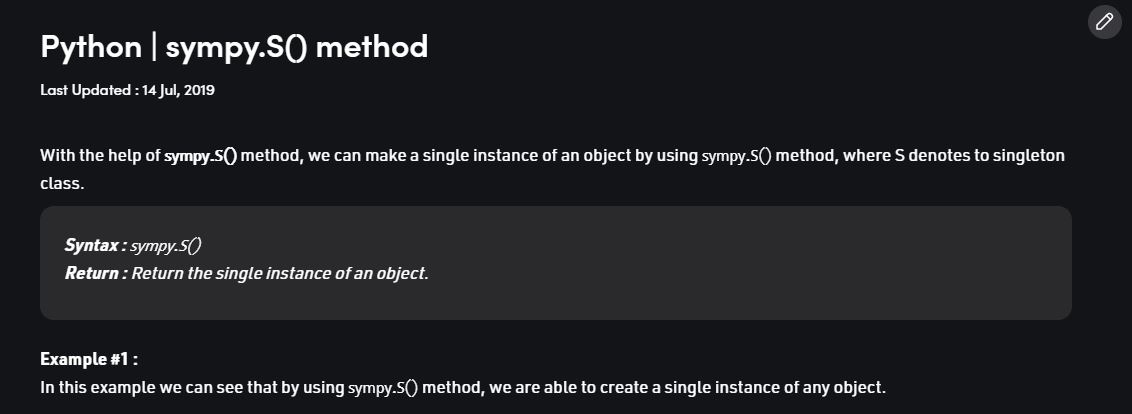 Python | sympy.S() method
Last Updated : 14 Jul, 2019
With the help of sympy.S() method, we can make a single instance of an object by using sympy.S() method, where S denotes to singleton
class.
Syntax : sympy.S()
Return : Return the single instance of an object.
Example #1 :
In this example we can see that by using sympy.S() method, we are able to create a single instance of any object.